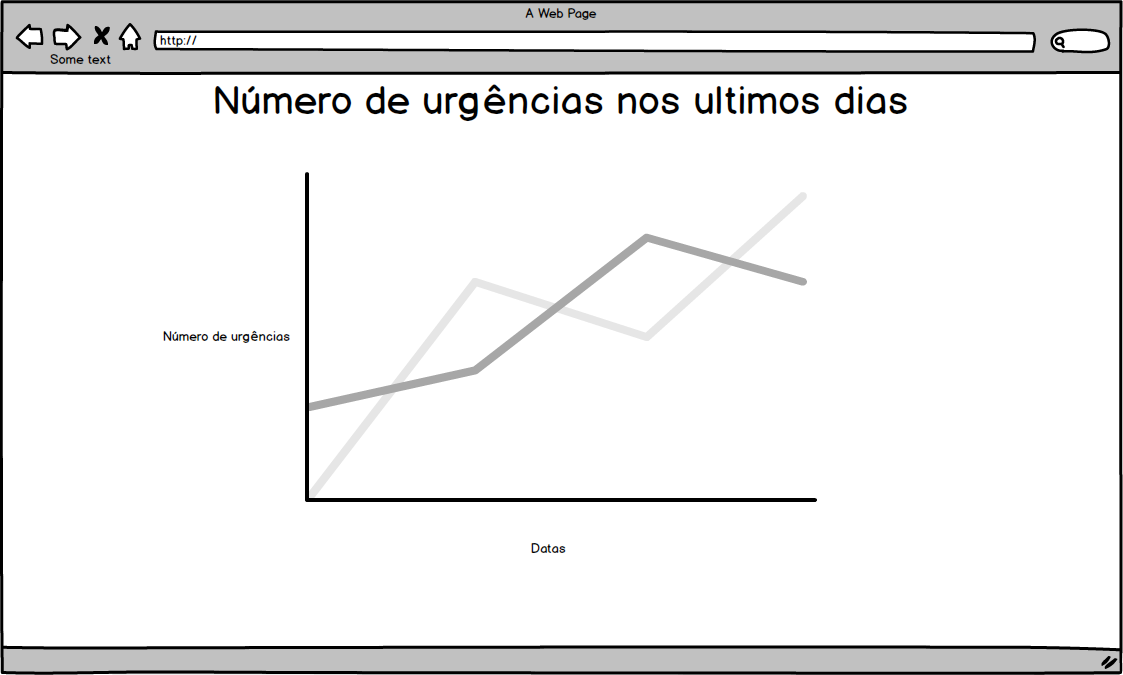 A Web Page
http://
Some text
Número de urgências nos ultimos dias
Número de urgências
Datas